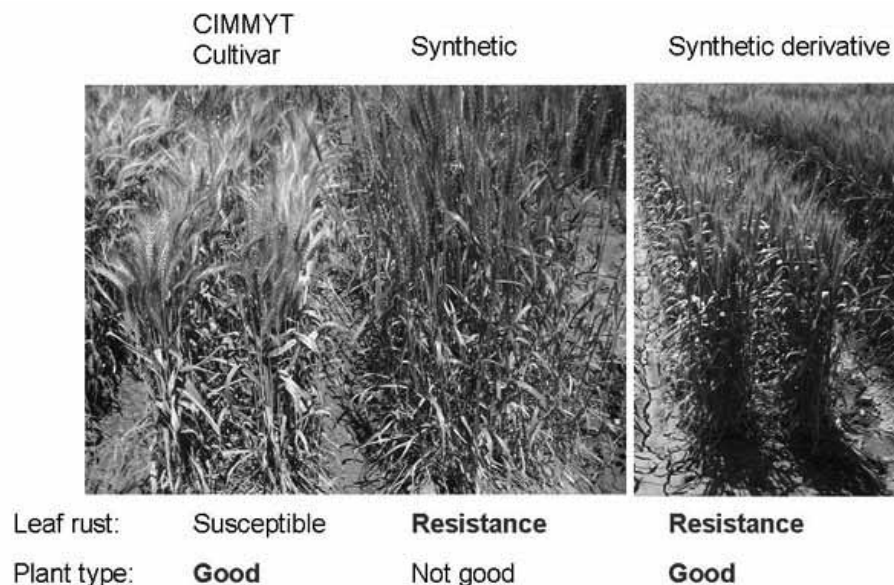 CIMMYT
Cultivar
Synthetic
Synthetic derivative
Leaf rust: Susceptible Resistance Resistance
Plant type: Good Not good Good